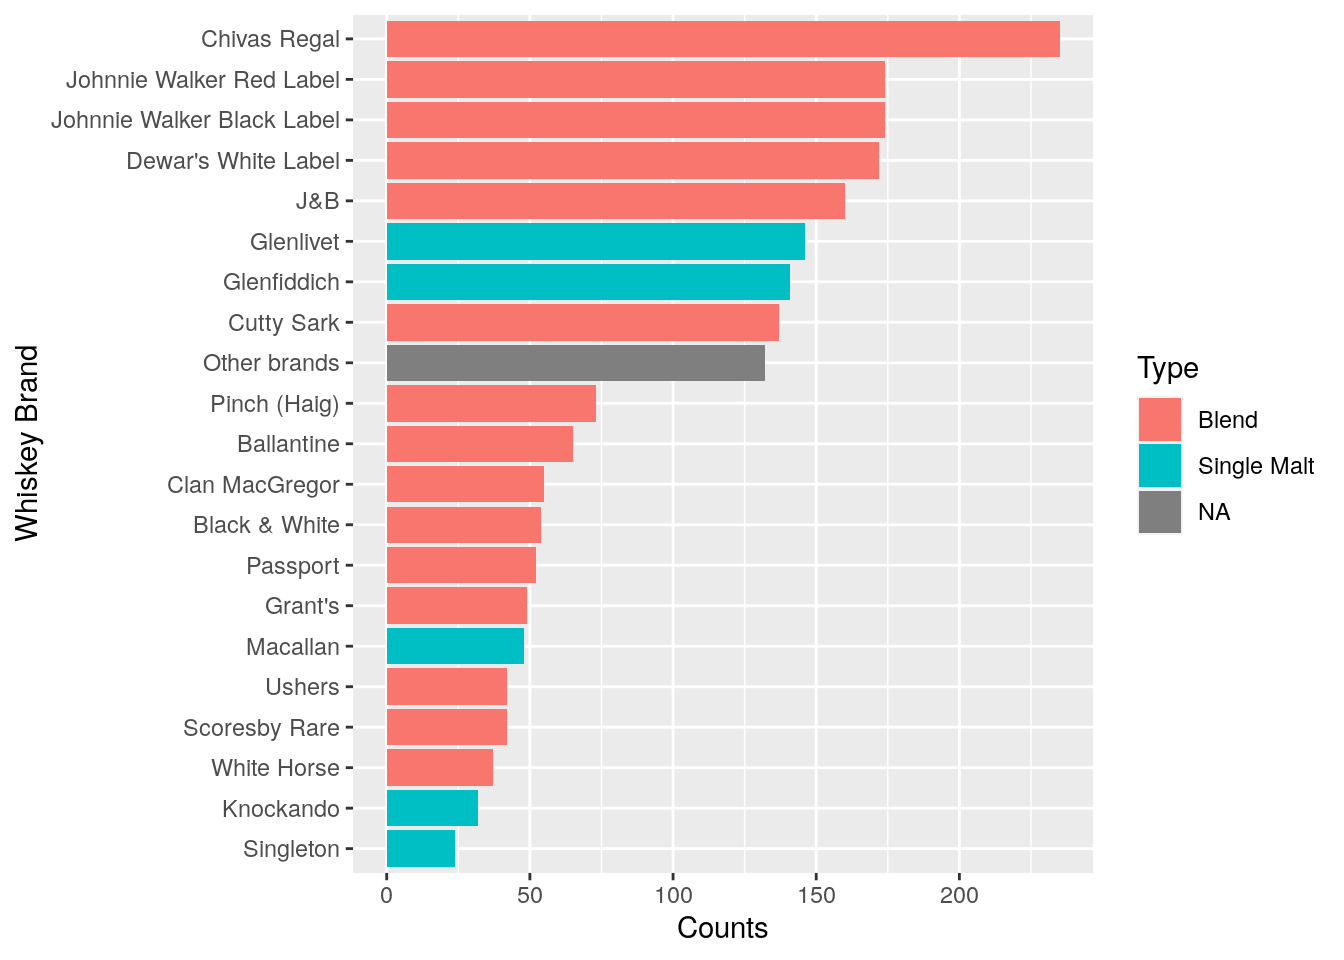 Chivas Regal
Johnnie Walker Red Label
Johnnie Walker Black Label
Dewar's White Label
J&B
Glenlivet
Glenfiddich
Cutty Sark
Other brands
Pinch (Haig)
Ballantine
Clan MacGregor
Black & White
Passport
Grant's
Macallan
Ushers
Scoresby Rare
White Horse
Knockando
Singleton
Whiskey Brand
0 50 100 150 200
Counts
Type
Blend
Single Malt
NA